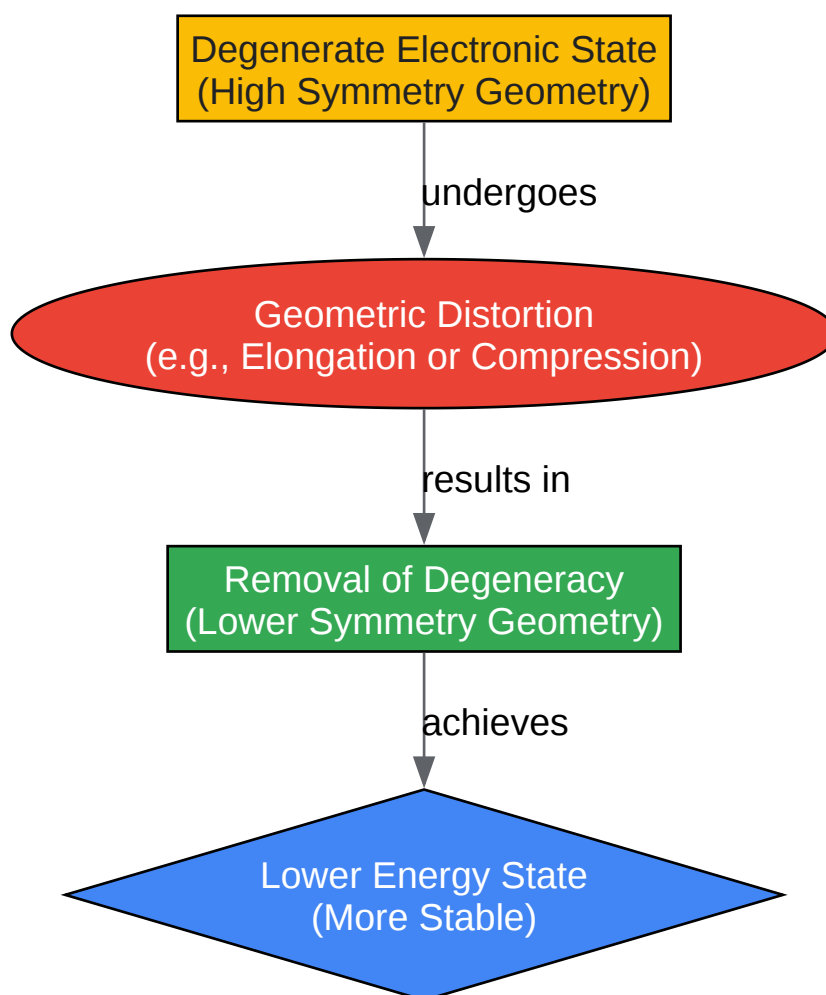 Degenerate Electronic State
(High Symmetry Geometry)
undergoes
Geometric Distortion
(e.g., Elongation or Compression)
results in
Removal of Degeneracy
(Lower Symmetry Geometry)
achieves
Lower Energy State
(More Stable)